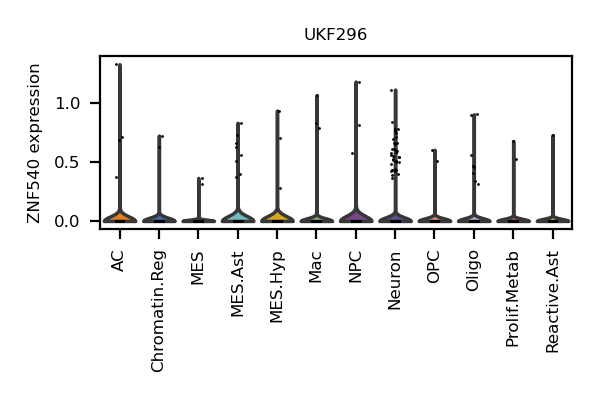 UKF296
ZNF540 expression
1.0
0.5
0.0
AC
Chromatin.Reg
MES
MES.Ast
MES.Hyp
Mac
NPC
Neuron
OPC
Oligo
Prolif.Metab
Reactive.Ast